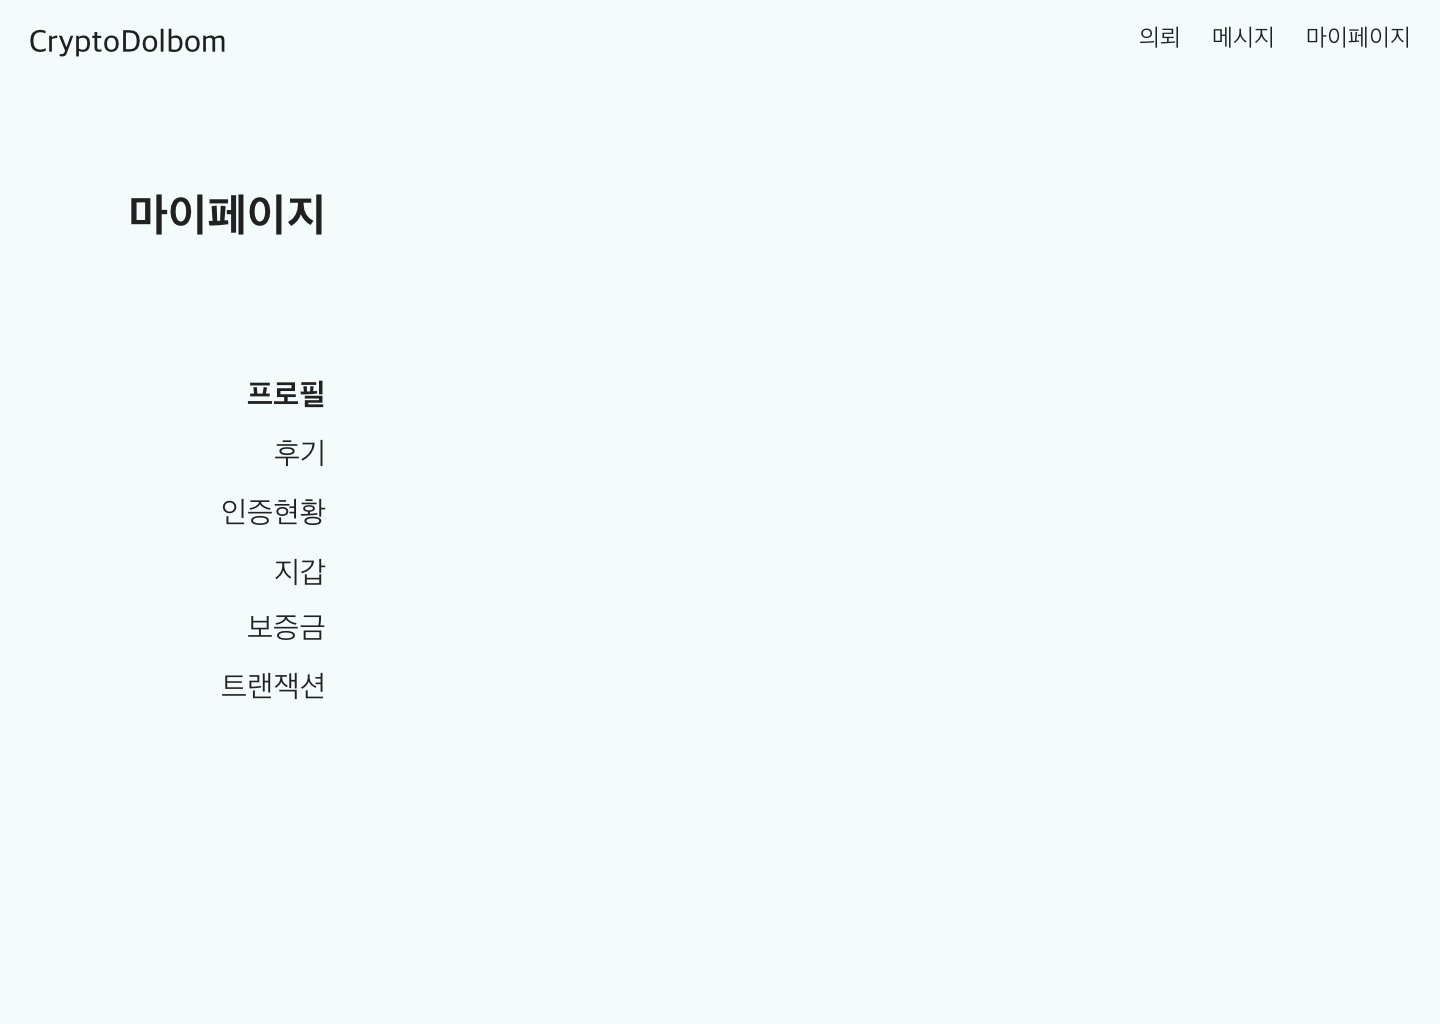 CryptoDolbom
의뢰 메시지 마이페이지
마이페이지
프로필
후기
인증현황
지갑
보증금
트랜잭션